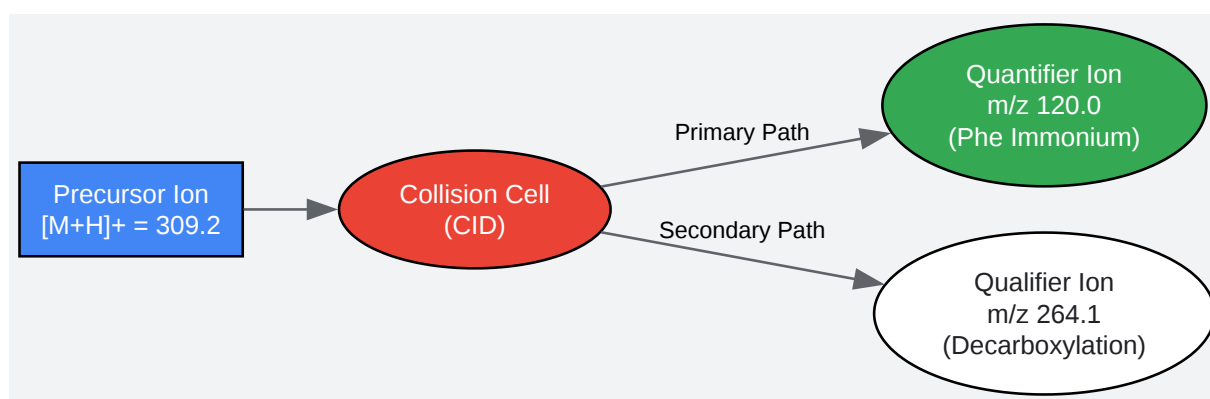 Precursor Ion
[M+H]+ = 309.2
Collision Cell
(CID)
Primary Path
Secondary Path
Quantifier Ion
m/z 120.0
(Phe Immonium)
Qualifier Ion
m/z 264.1
(Decarboxylation)